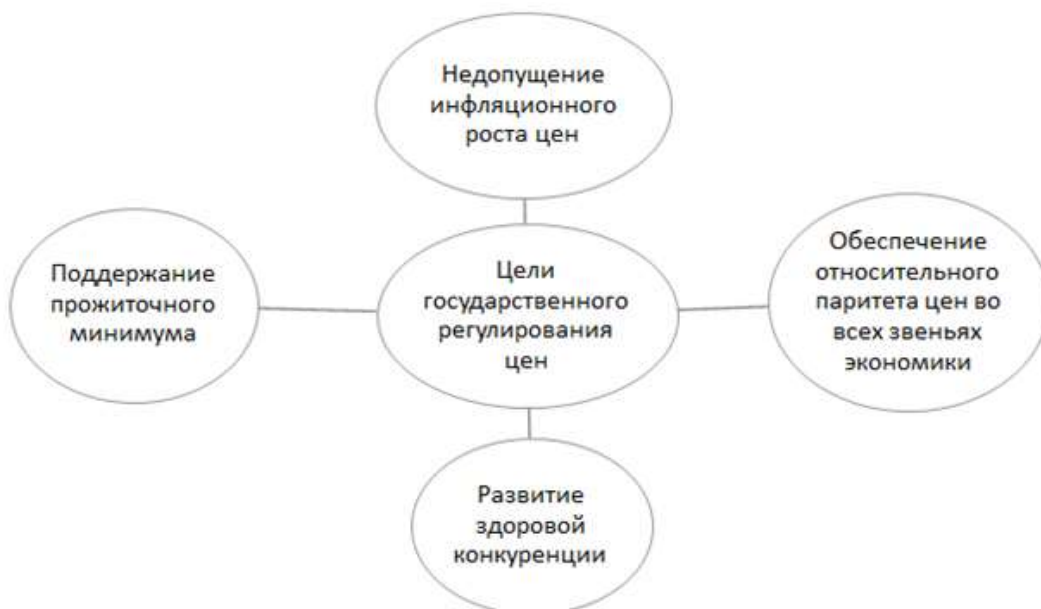 Недопущение
инфляционного
роста цен
Поддержание
прожиточного
минимума
Цели
государственного
регулирования
цен
Обеспечение
относительного
паритета цен во
всех звеньях
экономики
Развитие
здоровой
конкуренции